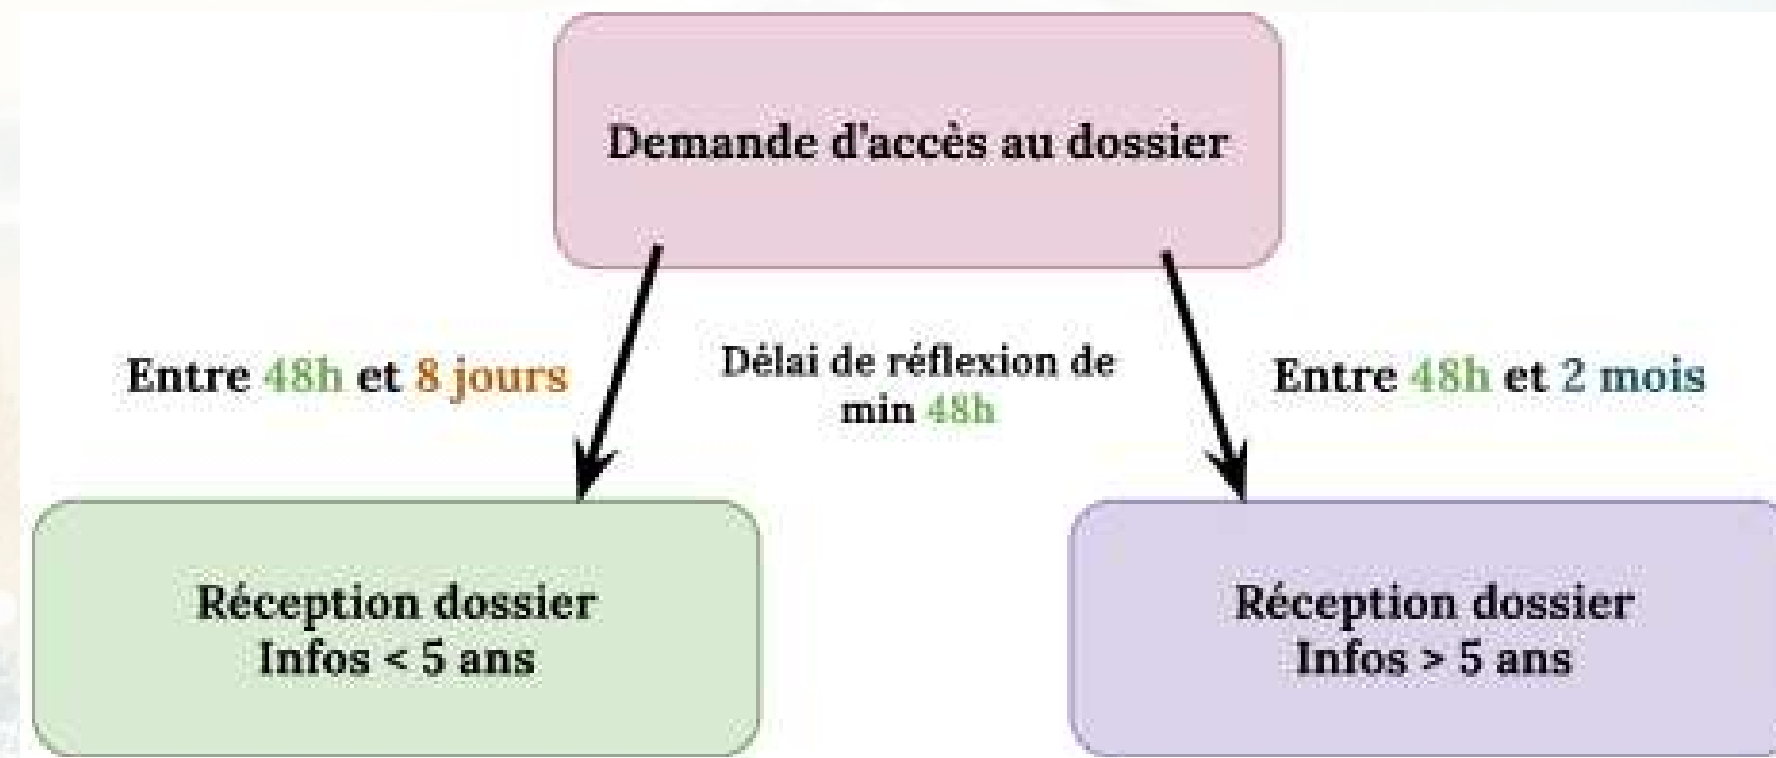 Demande d'accès au dossier
Entre 48h et 8 jours
Délai de réflexion de
min 48h
Entre 48h et 2 mois
Réception dossier
Infos < 5 ans
Réception dossier
Infos > 5 ans